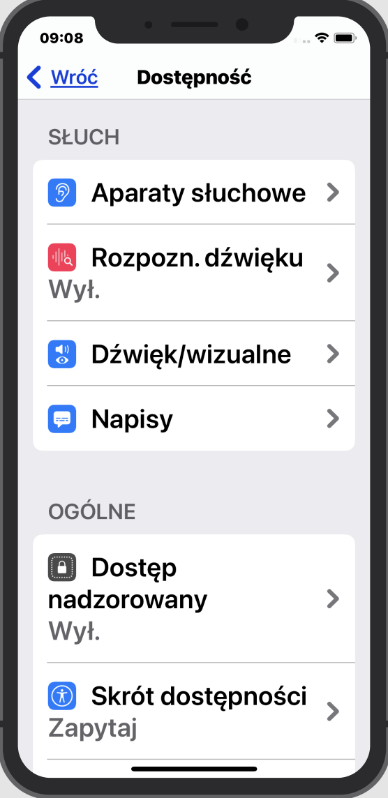 09:08
Wróć Dostępność
SŁUCH
Aparaty słuchowe
Rozpozn. dźwięku
Wył.
Dźwięk/wizualne
Napisy
OGÓLNE
Dostęp
nadzorowany
Wył.
Skrót dostępności
Zapytaj